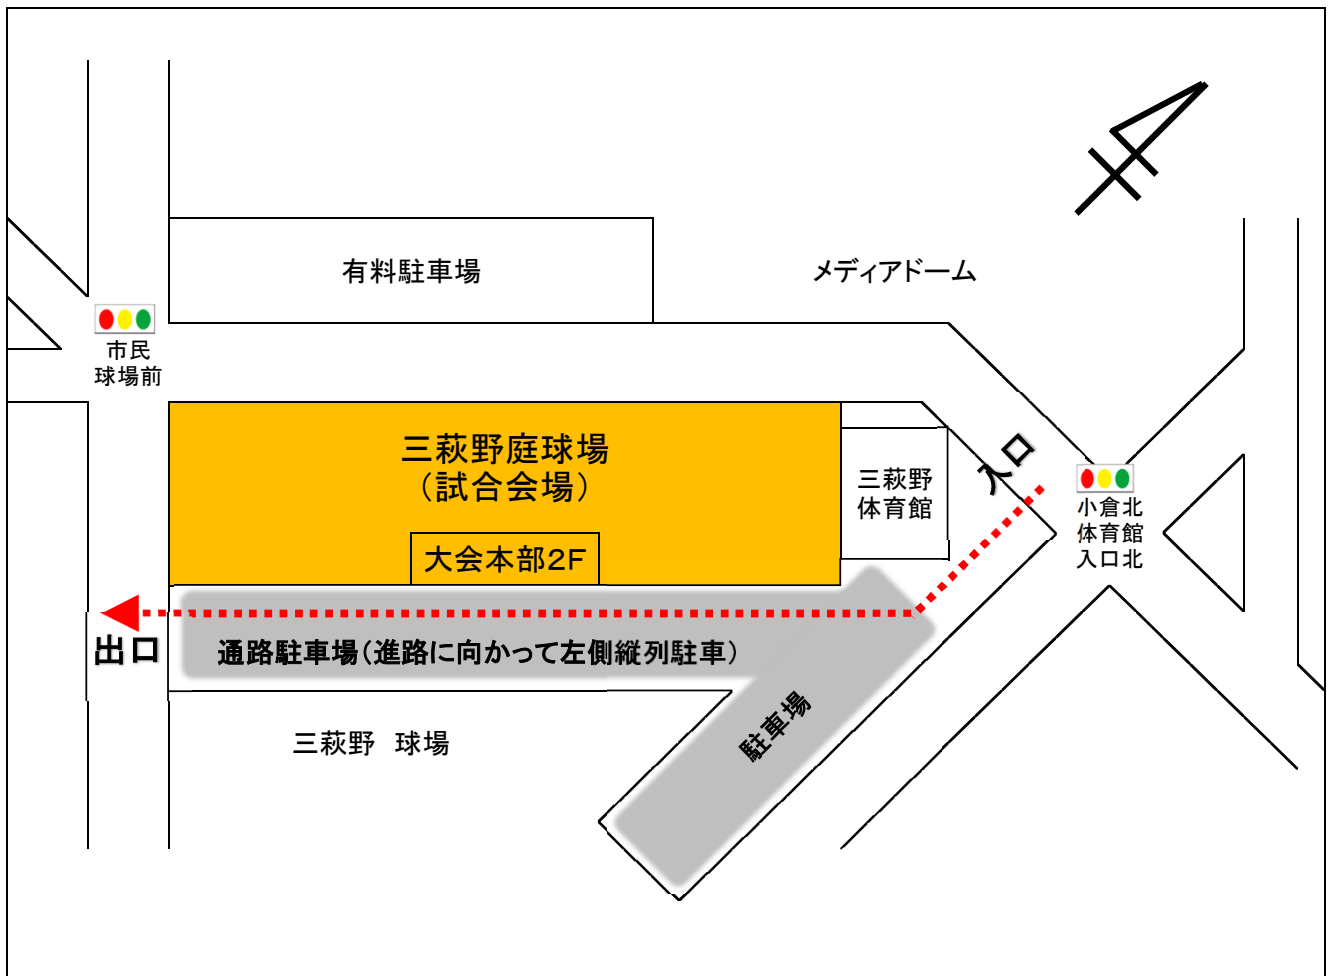 有料駐車場
メディアドーム
市民
球場前
三萩野庭球場
（試合会場）
大会本部２Ｆ
三萩野
体育館
入口
小倉北
体育館
入口北
出口
通路駐車場（進路に向かって左側縦列駐車）
駐車場
三萩野　球場